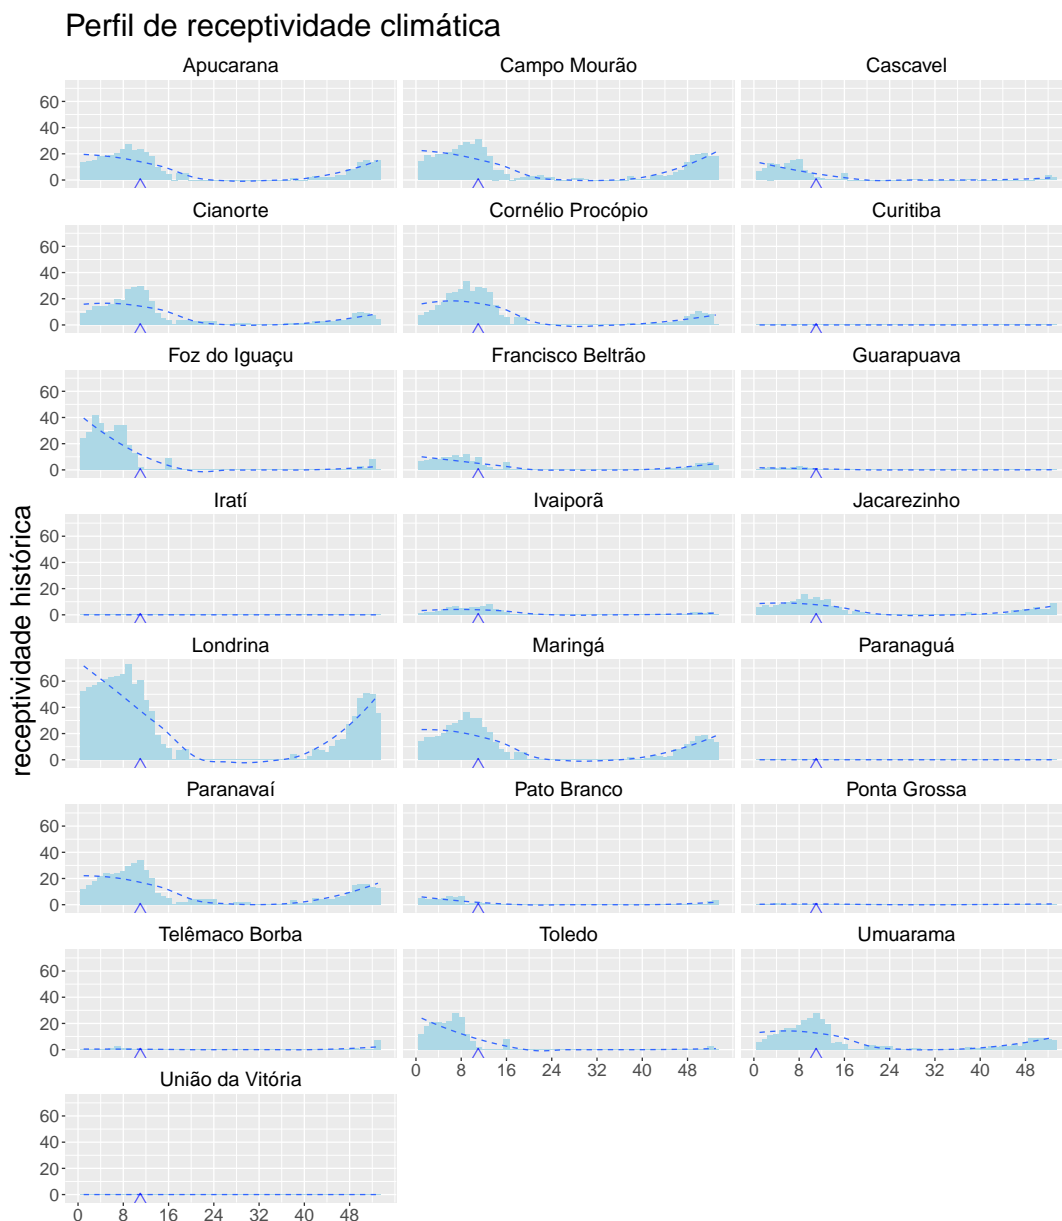 Perfil de receptividade climática
Apucarana Campo Mourão Cascavel
60
40
20
0
Cianorte Cornélio Procópio Curitiba
60
40
20
0
Foz do Iguaçu Francisco Beltrão Guarapuava
60
40
20
0
Iratí Ivaiporã Jacarezinho
60
40
20
0
receptividade histórica
Londrina Maringá Paranaguá
60
40
20
0
Paranavaí Pato Branco Ponta Grossa
60
40
20
0
Telêmaco Borba Toledo Umuarama
60
40
20
0
0 8 16 24 32 40 48 0 8 16 24 32 40 48
União da Vitória
60
40
20
0
0 8 16 24 32 40 48